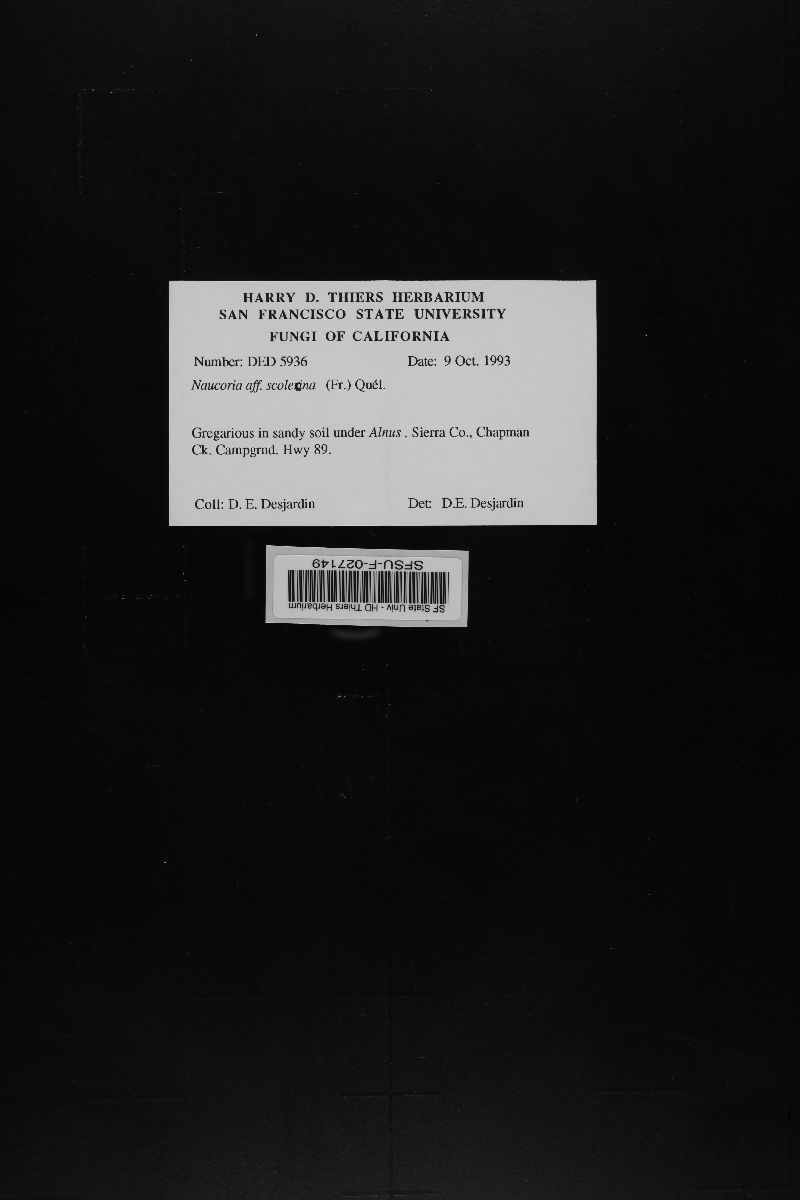 HARRY D. THIERS HERBARIUM
SAN FRANCISCO STATE UNIVERSITY
FUNGI OF CALIFORNIA
Number: DED 5936 Date: 9 Oct. 1993
Naucoria aff. scolecina (Fr.) Quél.
Gregarious in sandy soil under Alnus . Sierra Co., Chapman
Ck. Campgrnd. Hwy 89.
Coll: D. E. Desjardin Det: D.E. Desjardin
SF State Univ - HD Thiers Herbarium
SFSU-F-027149